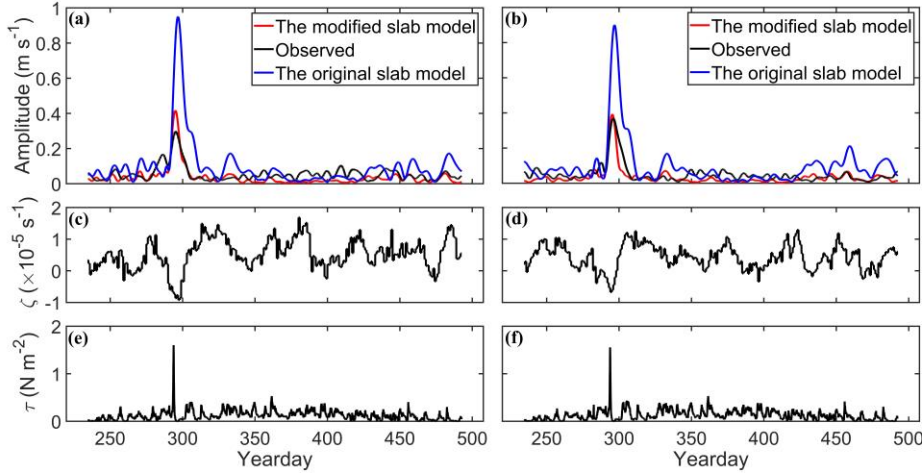 (a)
The modified slab model
Observed
The original slab model
Amplitude (m s⁻¹)
1
0.8
0.6
0.4
0.2
0
(b)
The modified slab model
Observed
The original slab model
(c)
ζ (×10⁻⁵ s⁻¹)
2
1
0
-1
(d)
(e)
τ (N m⁻²)
2
1
0
250 300 350 400 450 500
Yearday
(f)
250 300 350 400 450 500
Yearday